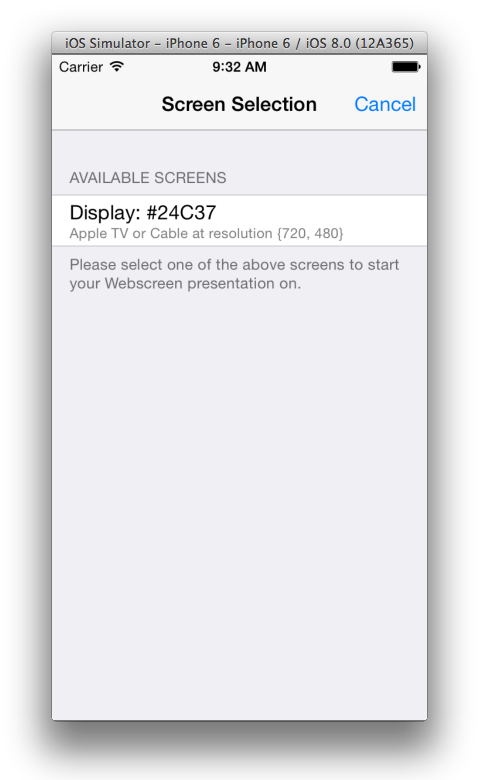 iOS Simulator - iPhone 6 - iPhone 6 / iOS 8.0 (12A365)
Carrier 9:32 AM
Screen Selection Cancel
AVAILABLE SCREENS
Display: #24C37
Apple TV or Cable at resolution {720, 480}
Please select one of the above screens to start
your Webscreen presentation on.